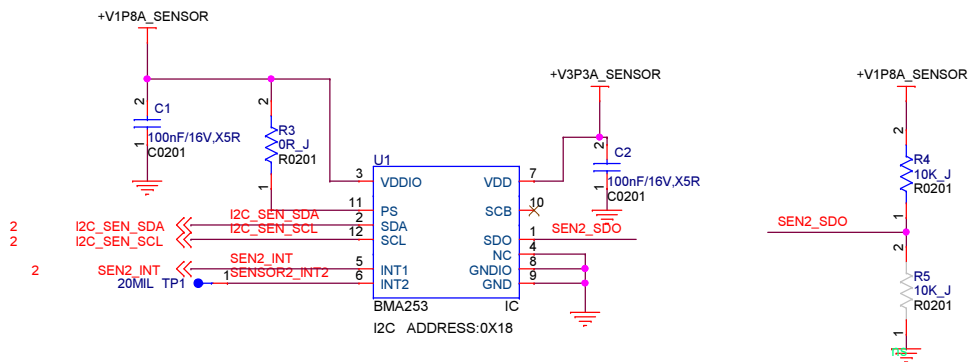 +V1P8A_SENSOR
2
C1
100nF/16V,X5R
1
C0201
2
R3
0R_J
R0201
1
+V3P3A_SENSOR
2
C2
100nF/16V,X5R
1
C0201
+V1P8A_SENSOR
2
R4
10K_J
R0201
1
SEN2_SDO
2
R5
10K_J
R0201
1
U1
3 VDDIO VDD 7
11 PS SCB 10
2 I2C_SEN_SDA I2C_SEN_SDA 2 SDA
2 I2C_SEN_SCL I2C_SEN_SCL 12 SCL SDO 1 SEN2_SDO
NC 4
2 SEN2_INT SEN2_INT 5 INT1 GNDIO 8
20MIL TP1 1 SENSOR2_INT2 6 INT2 GND 9
BMA253 IC
I2C ADDRESS:0X18